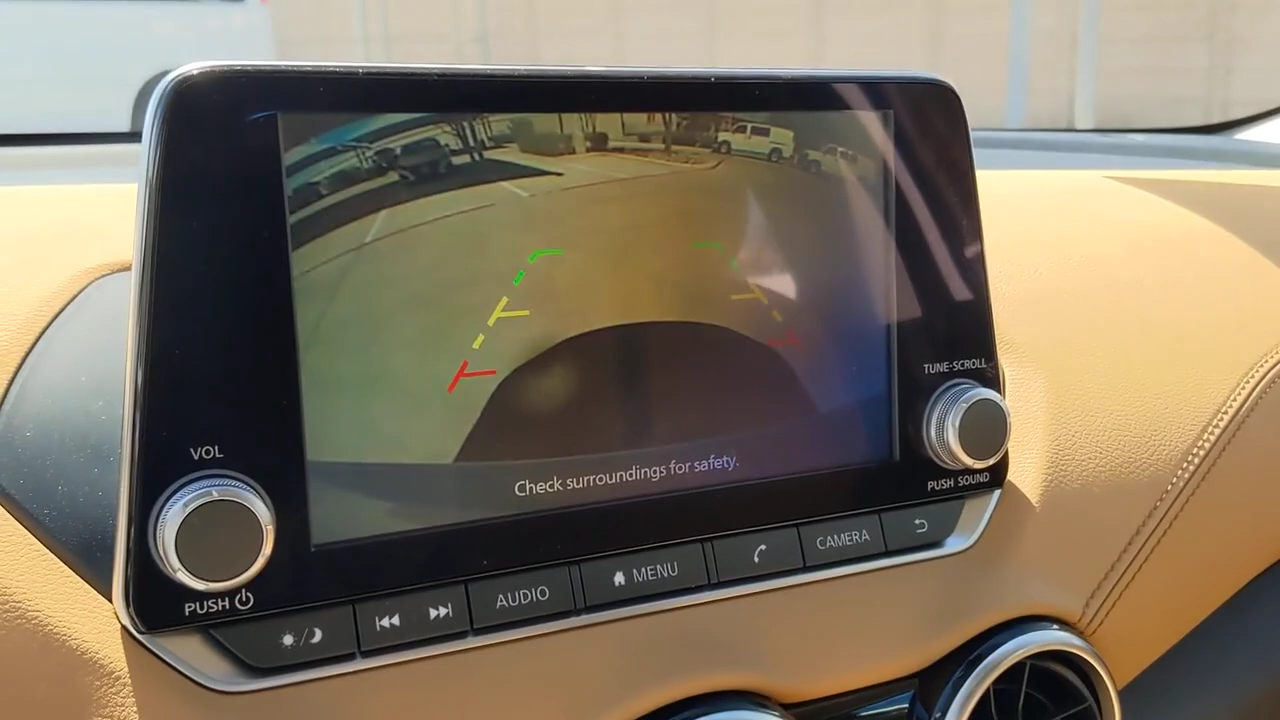 TUNE·SCROLL
VOL
Check surroundings for safety.
PUSH SOUND
PUSH
AUDIO
MENU
CAMERA